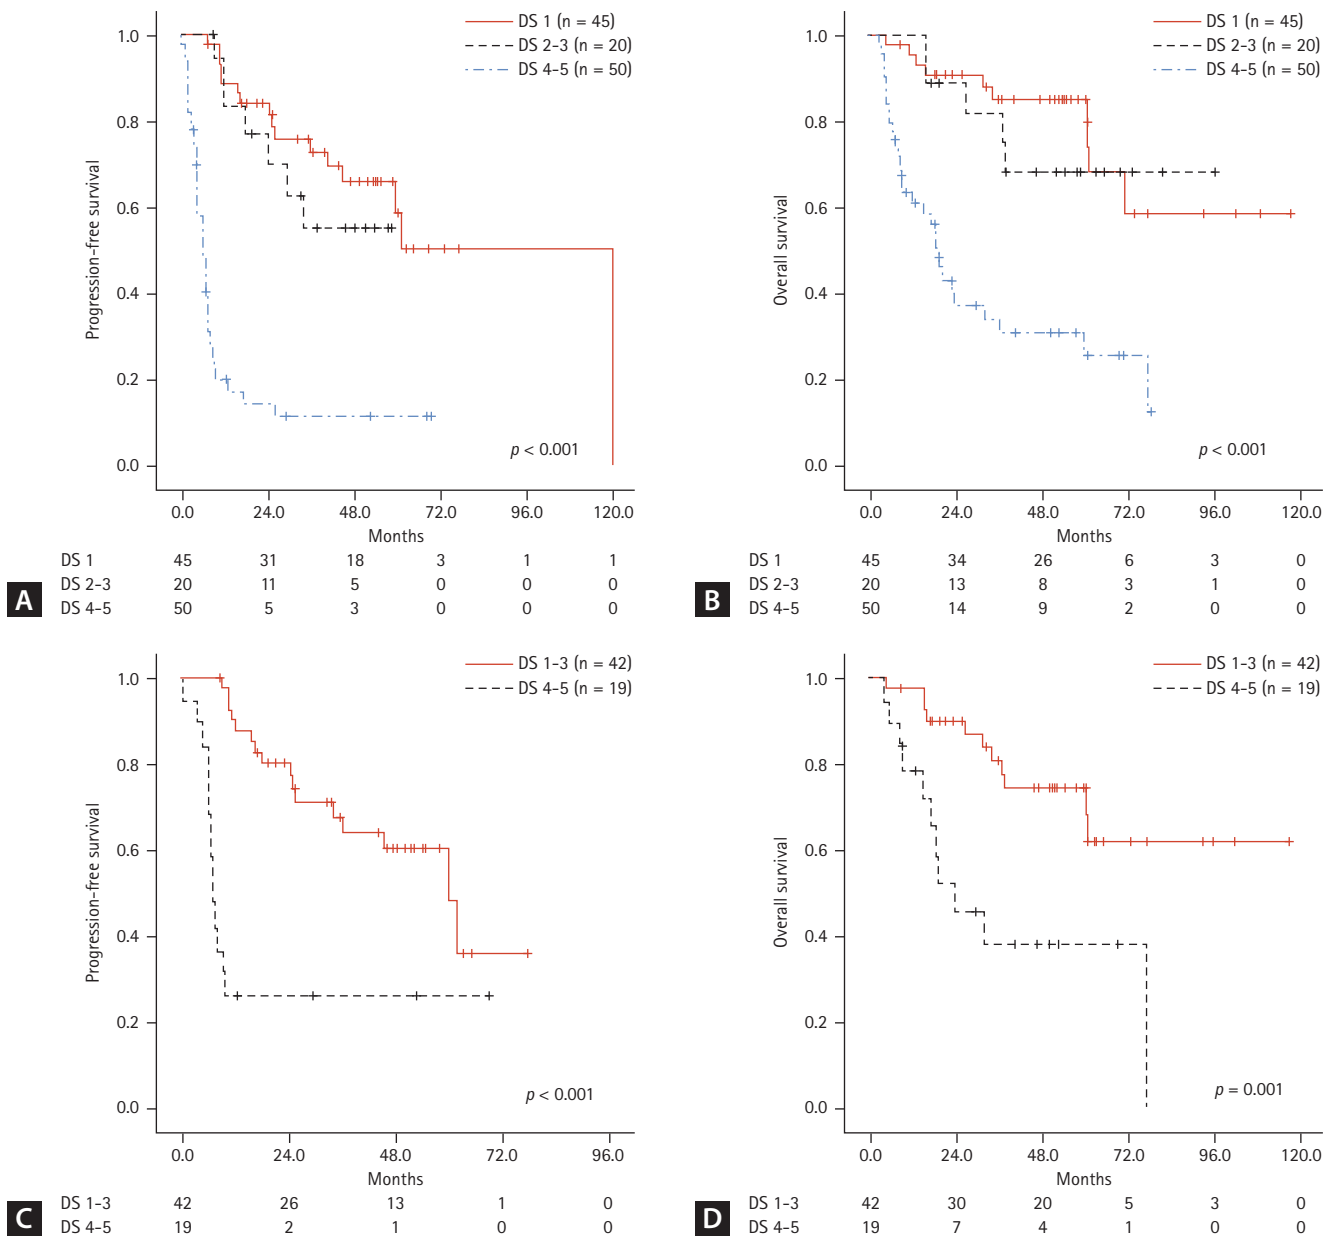 DS 1 (n = 45)
DS 2-3 (n = 20)
DS 4-5 (n = 50)
1.0
0.8
0.6
0.4
0.2
0.0
Progression-free survival
p < 0.001
0.0 24.0 48.0 72.0 96.0 120.0
Months
DS 1 45 31 18 3 1 1
DS 2-3 20 11 5 0 0 0
DS 4-5 50 5 3 0 0 0
A
DS 1 (n = 45)
DS 2-3 (n = 20)
DS 4-5 (n = 50)
1.0
0.8
0.6
0.4
0.2
0.0
Overall survival
p < 0.001
0.0 24.0 48.0 72.0 96.0 120.0
Months
DS 1 45 34 26 6 3 0
DS 2-3 20 13 8 3 1 0
DS 4-5 50 14 9 2 0 0
B
DS 1-3 (n = 42)
DS 4-5 (n = 19)
1.0
0.8
0.6
0.4
0.2
0.0
Progression-free survival
p < 0.001
0.0 24.0 48.0 72.0 96.0
Months
DS 1-3 42 26 13 1 0
DS 4-5 19 2 1 0 0
C
DS 1-3 (n = 42)
DS 4-5 (n = 19)
1.0
0.8
0.6
0.4
0.2
0.0
Overall survival
p = 0.001
0.0 24.0 48.0 72.0 96.0 120.0
Months
DS 1-3 42 30 20 5 3 0
DS 4-5 19 7 4 1 0 0
D